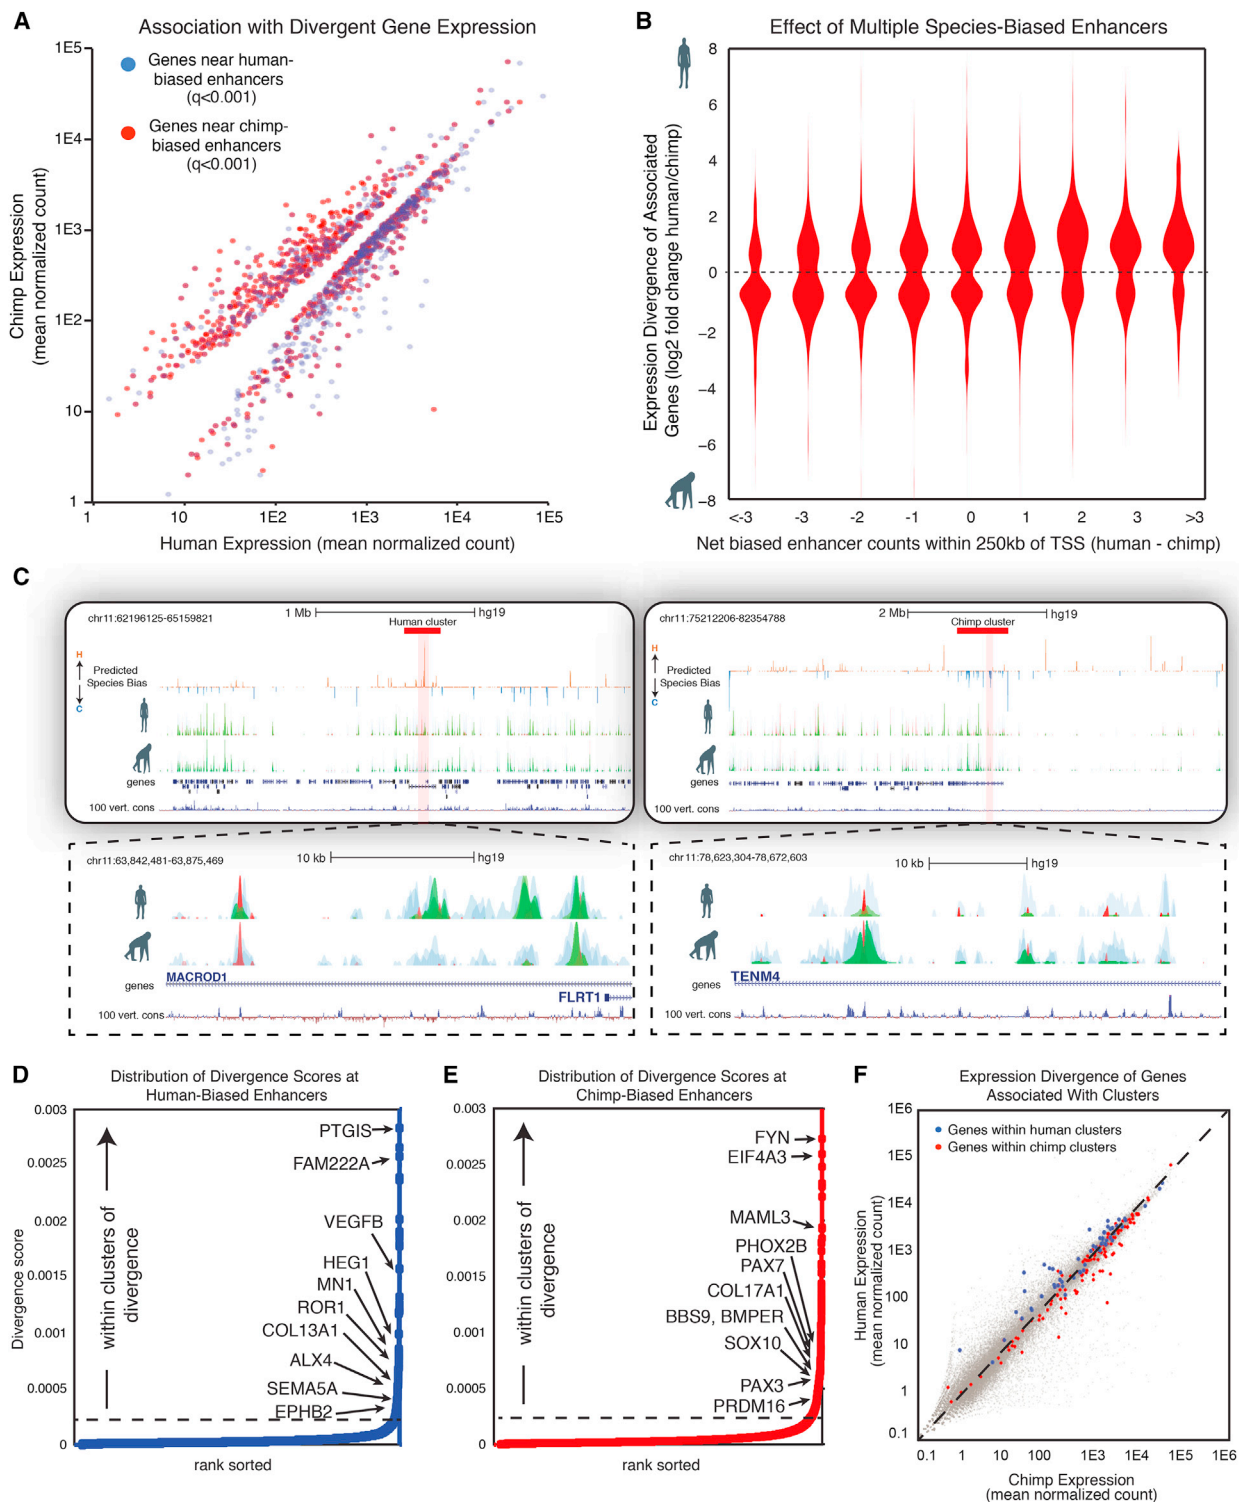 A
Association with Divergent Gene Expression
1E5
1E4
1E3
1E2
10
1
Chimp Expression
(mean normalized count)
Genes near human-
biased enhancers
(q<0.001)
Genes near chimp-
biased enhancers
(q<0.001)
1
10
1E2
1E3
1E4
1E5
Human Expression (mean normalized count)
B
Effect of Multiple Species-Biased Enhancers
8
6
4
2
0
−2
−4
−6
−8
Expression Divergence of Associated
Genes (log2 fold change human/chimp)
<-3
-3
-2
-1
0
1
2
3
>3
Net biased enhancer counts within 250kb of TSS (human - chimp)
C
chr11:62196125-65159821
1 Mb
hg19
Human cluster
H
Predicted
Species Bias
C
genes
100 vert. cons
chr11:75212206-82354788
2 Mb
hg19
Chimp cluster
H
Predicted
Species Bias
C
genes
100 vert. cons
chr11:63,842,481-63,875,469
10 kb
hg19
MACROD1
genes
FLRT1
100 vert. cons
chr11:78,623,304-78,672,603
10 kb
hg19
TENM4
genes
100 vert. cons
D
Distribution of Divergence Scores at
Human-Biased Enhancers
0.003
0.0025
0.002
0.0015
0.001
0.0005
0
Divergence score
within clusters of
divergence
PTGIS
FAM222A
VEGFB
HEG1
MN1
ROR1
COL13A1
ALX4
SEMA5A
EPHB2
rank sorted
E
Distribution of Divergence Scores at
Chimp-Biased Enhancers
0.003
0.0025
0.002
0.0015
0.001
0.0005
0
within clusters of
divergence
FYN
EIF4A3
MAML3
PHOX2B
PAX7
COL17A1
BBS9, BMPER
SOX10
PAX3
PRDM16
rank sorted
F
Expression Divergence of Genes
Associated With Clusters
1E6
1E5
1E4
1E3
100
10
1
0.1
Human Expression
(mean normalized count)
Genes within human clusters
Genes within chimp clusters
0.1
1
10
100
1E3
1E4
1E5
1E6
Chimp Expression
(mean normalized count)